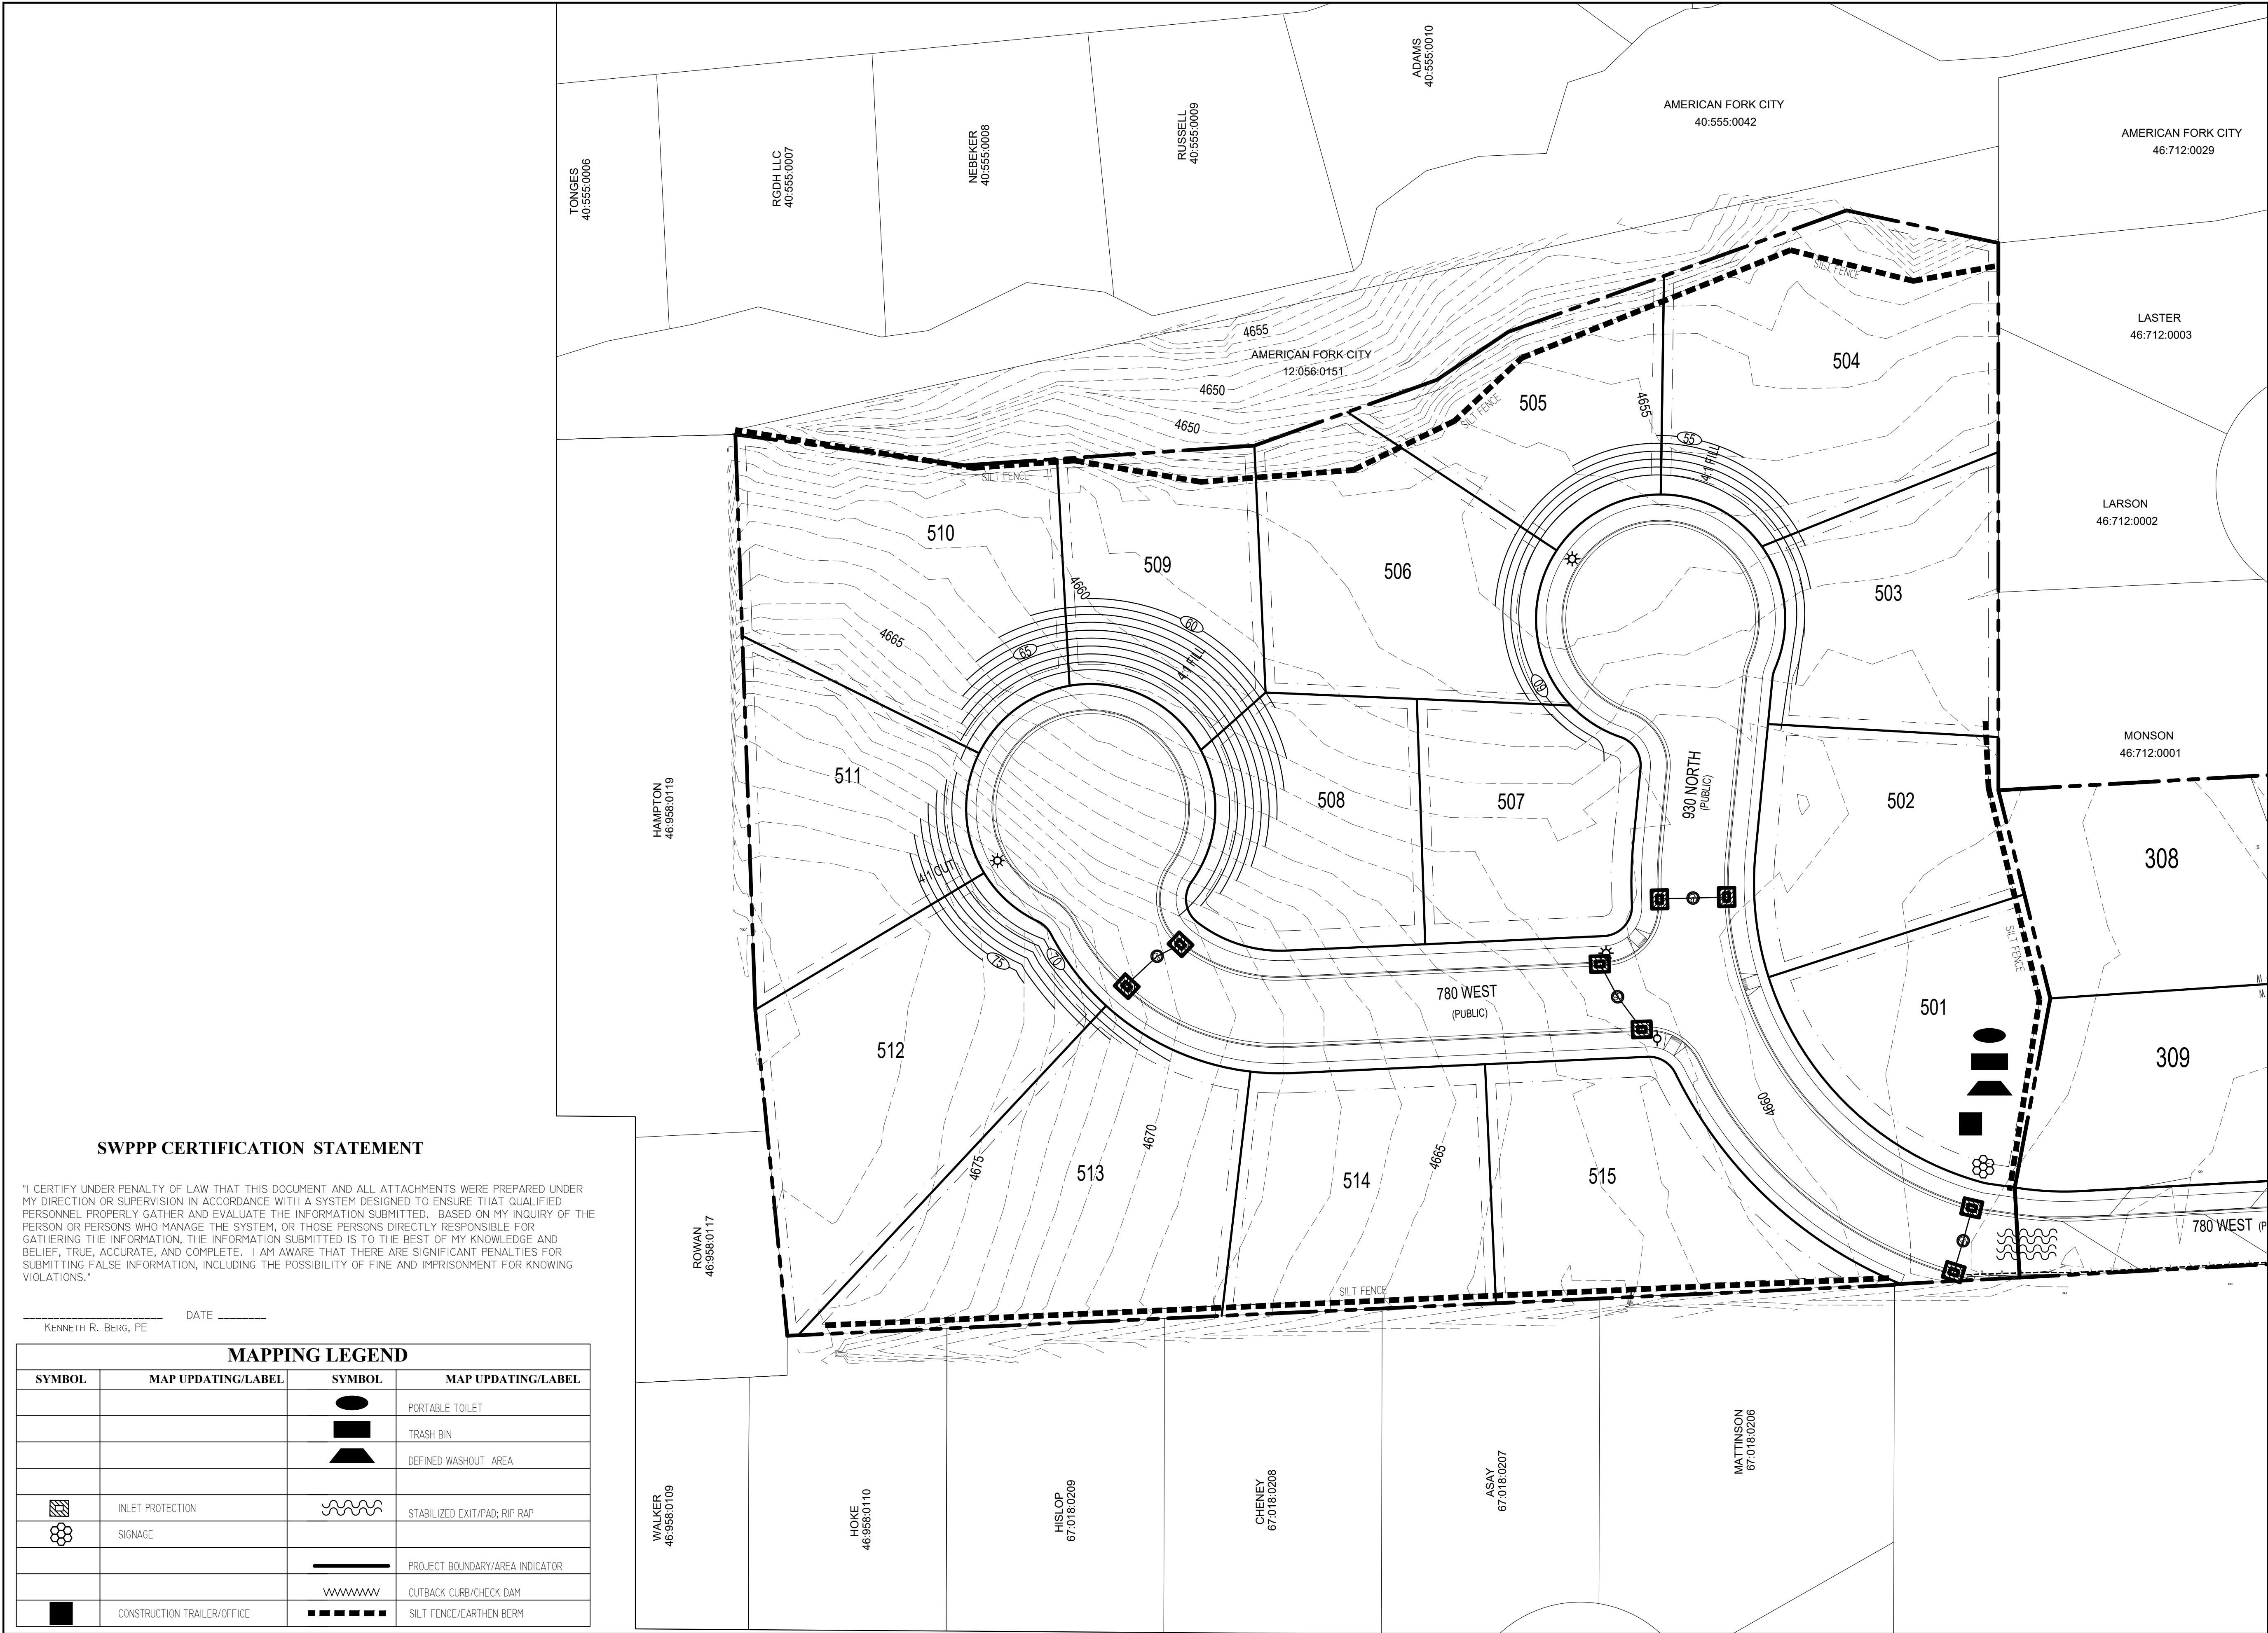 TONGES
40:555:0006
RGDH LLC
40:555:0007
NEBEKER
40:555:0008
RUSSELL
40:555:0009
ADAMS
40:555:0010
AMERICAN FORK CITY
40:555:0042
AMERICAN FORK CITY
46:712:0029
LASTER
46:712:0003
LARSON
46:712:0002
MONSON
46:712:0001
AMERICAN FORK CITY
12:056:0151
4655
4650
4650
SILT FENCE
SILT FENCE
SILT FENCE
504
505
4655
55
4:1 FILL
503
506
509
510
4660
4665
60
65
4:1 FILL
60
511
508
507
930 NORTH
(PUBLIC)
502
308
HAMPTON
46:958:0119
4:1 CUT
75
70
780 WEST
(PUBLIC)
SILT FENCE
501
309
512
4660
4675
513
4670
514
4665
515
780 WEST (P
SILT FENCE
ROWAN
46:958:0117
WALKER
46:958:0109
HOKE
46:958:0110
HISLOP
67:018:0209
CHENEY
67:018:0208
ASAY
67:018:0207
MATTINSON
67:018:0206
SWPPP CERTIFICATION STATEMENT
"I CERTIFY UNDER PENALTY OF LAW THAT THIS DOCUMENT AND ALL ATTACHMENTS WERE PREPARED UNDER
MY DIRECTION OR SUPERVISION IN ACCORDANCE WITH A SYSTEM DESIGNED TO ENSURE THAT QUALIFIED
PERSONNEL PROPERLY GATHER AND EVALUATE THE INFORMATION SUBMITTED. BASED ON MY INQUIRY OF THE
PERSON OR PERSONS WHO MANAGE THE SYSTEM, OR THOSE PERSONS DIRECTLY RESPONSIBLE FOR
GATHERING THE INFORMATION, THE INFORMATION SUBMITTED IS TO THE BEST OF MY KNOWLEDGE AND
BELIEF, TRUE, ACCURATE, AND COMPLETE. I AM AWARE THAT THERE ARE SIGNIFICANT PENALTIES FOR
SUBMITTING FALSE INFORMATION, INCLUDING THE POSSIBILITY OF FINE AND IMPRISONMENT FOR KNOWING
VIOLATIONS."
DATE
KENNETH R. BERG, PE
MAPPING LEGEND
SYMBOL MAP UPDATING/LABEL SYMBOL MAP UPDATING/LABEL
PORTABLE TOILET
TRASH BIN
DEFINED WASHOUT AREA
INLET PROTECTION STABILIZED EXIT/PAD; RIP RAP
SIGNAGE
PROJECT BOUNDARY/AREA INDICATOR
CUTBACK CURB/CHECK DAM
CONSTRUCTION TRAILER/OFFICE SILT FENCE/EARTHEN BERM